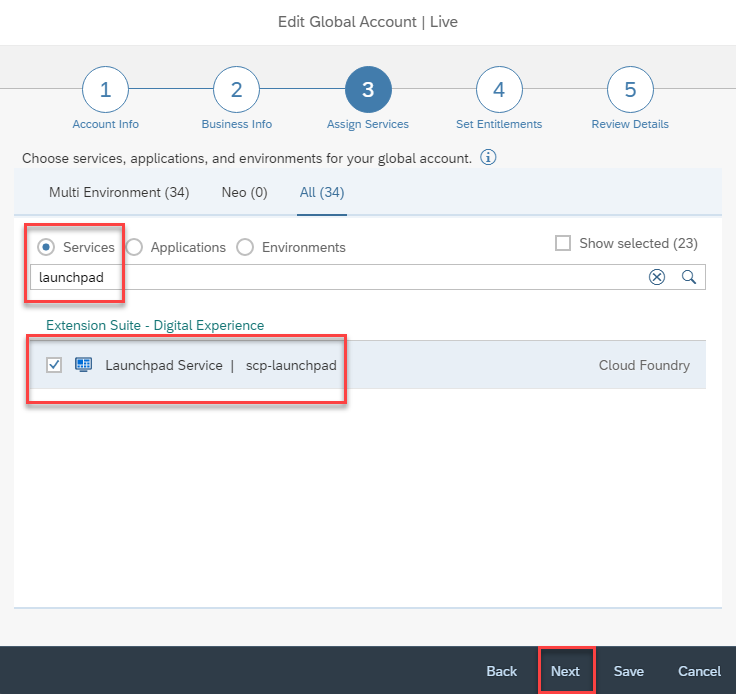 Edit Global Account | Live
1 2 3 4 5
Account Info Business Info Assign Services Set Entitlements Review Details
Choose services, applications, and environments for your global account. i
Multi Environment (34) Neo (0) All (34)
Services Applications Environments Show selected (23)
launchpad
Extension Suite - Digital Experience
Launchpad Service | scp-launchpad Cloud Foundry
Back Next Save Cancel